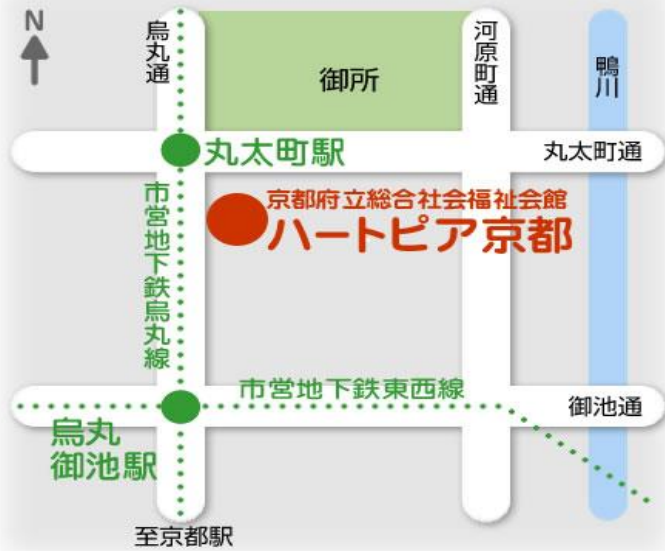 N
烏丸通
御所
河原町通
鴨川
丸太町駅
丸太町通
京都府立総合社会福祉会館
ハートピア京都
市営地下鉄烏丸線
市営地下鉄東西線
御池通
烏丸
御池駅
至京都駅